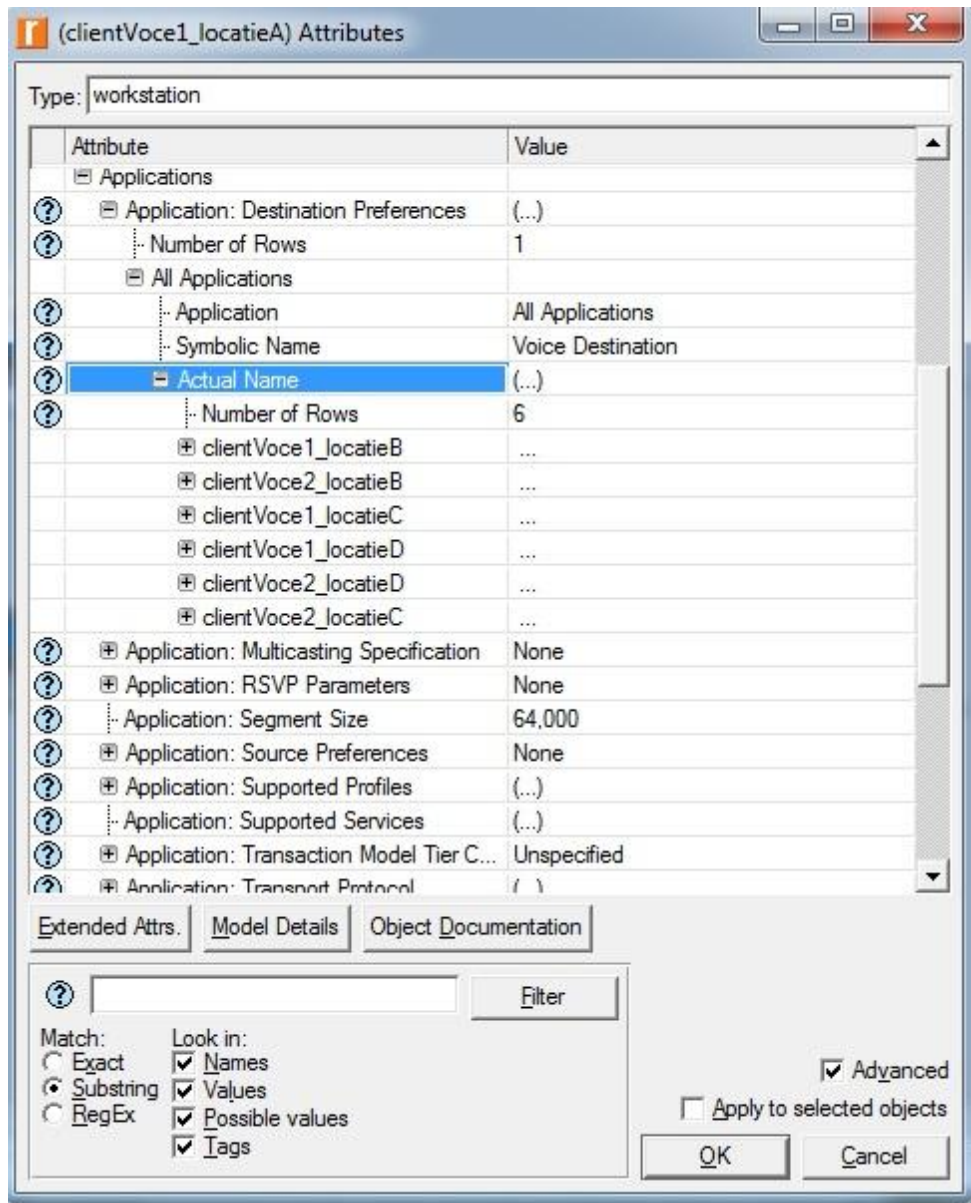 (clientVoce1_locatieA) Attributes
Type: workstation
Attribute Value
Applications
Application: Destination Preferences (...)
Number of Rows 1
All Applications
Application All Applications
Symbolic Name Voice Destination
Actual Name (...)
Number of Rows 6
clientVoce1_locatieB ...
clientVoce2_locatieB ...
clientVoce1_locatieC ...
clientVoce1_locatieD ...
clientVoce2_locatieD ...
clientVoce2_locatieC ...
Application: Multicasting Specification None
Application: RSVP Parameters None
Application: Segment Size 64,000
Application: Source Preferences None
Application: Supported Profiles (...)
Application: Supported Services (...)
Application: Transaction Model Tier C... Unspecified
Application: Transport Protocol (...)
Extended Attrs. Model Details Object Documentation
Filter
Match: Look in:
Exact Names
Substring Values
RegEx Possible values
Tags
Advanced
Apply to selected objects
OK Cancel